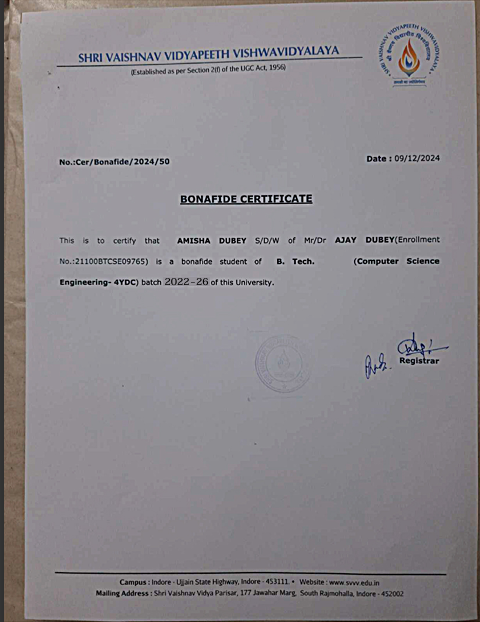 SHRI VAISHNAV VIDYAPEETH VISHWAVIDYALAYA
(Established as per Section 2(f) of the UGC Act, 1956)
SHRI VAISHNAV VIDYAPEETH VISHWAVIDYALAYA
No.:Cer/Bonafide/2024/50
Date : 09/12/2024
BONAFIDE CERTIFICATE
This is to certify that AMISHA DUBEY S/D/W of Mr/Dr AJAY DUBEY(Enrollment
No.:21100BTCSE09765) is a bonafide student of B. Tech. (Computer Science
Engineering- 4YDC) batch 2022-26 of this University.
Registrar
Campus : Indore - Ujjain State Highway, Indore - 453111. • Website : www.svvv.edu.in
Mailing Address : Shri Vaishnav Vidya Parisar, 177 Jawahar Marg, South Rajmohalla, Indore - 452002